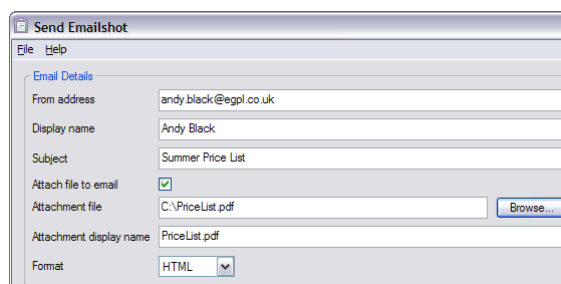 Send Emailshot
File Help
Email Details
From address andy.black@egpl.co.uk
Display name Andy Black
Subject Summer Price List
Attach file to email
Attachment file C:\PriceList.pdf Browse...
Attachment display name PriceList.pdf
Format HTML